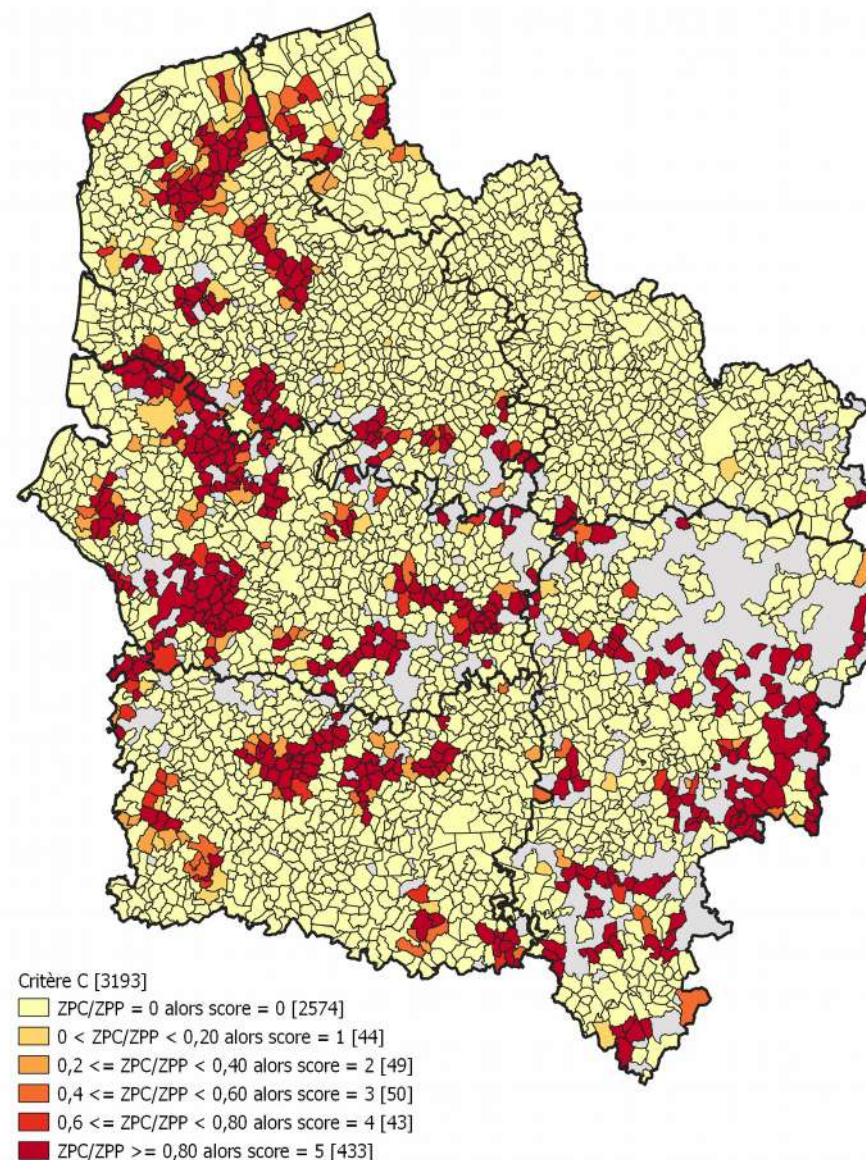 Critère C [3193]
ZPC/ZPP = 0 alors score = 0 [2574]
0 < ZPC/ZPP < 0,20 alors score = 1 [44]
0,2 <= ZPC/ZPP < 0,40 alors score = 2 [49]
0,4 <= ZPC/ZPP < 0,60 alors score = 3 [50]
0,6 <= ZPC/ZPP < 0,80 alors score = 4 [43]
ZPC/ZPP >= 0,80 alors score = 5 [433]